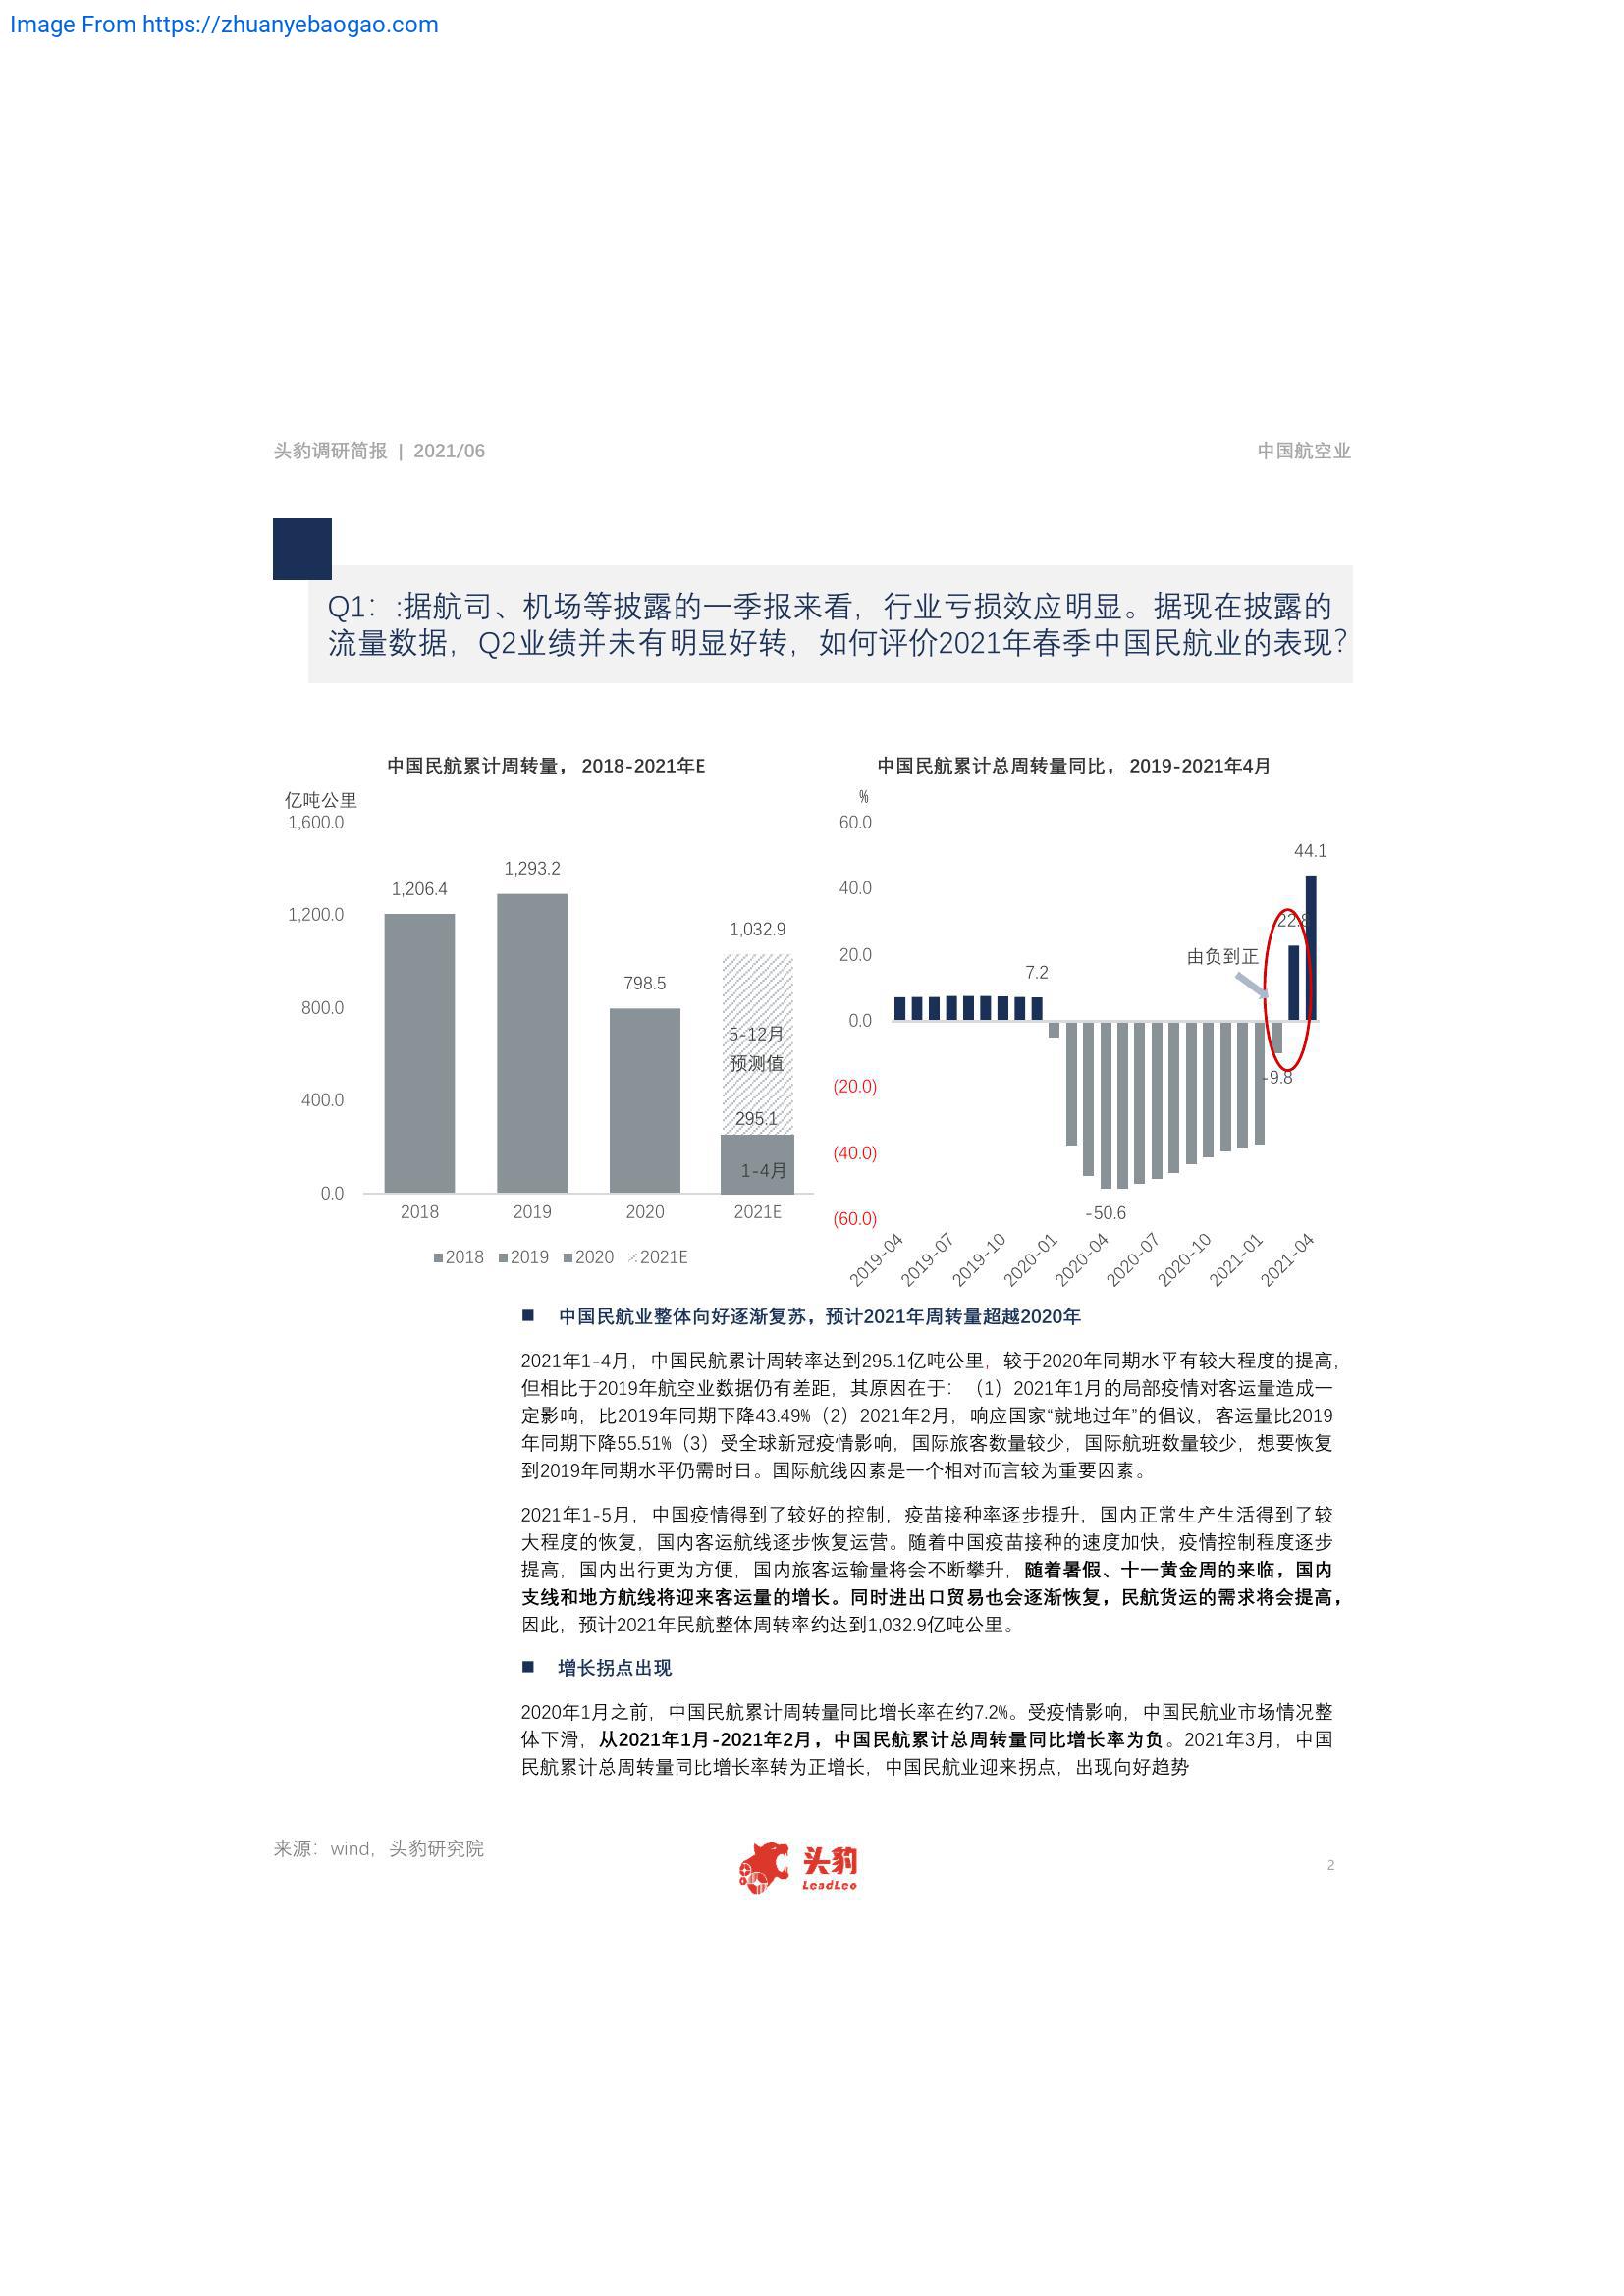 Image From https://zhuanyebaogao.com
头豹调研简报 | 2021/06
中国航空业
Q1：:据航司、机场等披露的一季报来看，行业亏损效应明显。据现在披露的
流量数据，Q2业绩并未有明显好转，如何评价2021年春季中国民航业的表现？
中国民航累计周转量， 2018-2021年E
亿吨公里
1,600.0
1,200.0
800.0
400.0
0.0
1,206.4
1,293.2
798.5
1,032.9
5-12月
预测值
295.1
1-4月
2018
2019
2020
2021E
2018
2019
2020
2021E
中国民航累计总周转量同比， 2019-2021年4月
%
60.0
40.0
20.0
0.0
(20.0)
(40.0)
(60.0)
7.2
-50.6
由负到正
-9.8
22.8
44.1
2019-04
2019-07
2019-10
2020-01
2020-04
2020-07
2020-10
2021-01
2021-04
中国民航业整体向好逐渐复苏，预计2021年周转量超越2020年
2021年1-4月，中国民航累计周转率达到295.1亿吨公里，较于2020年同期水平有较大程度的提高，
但相比于2019年航空业数据仍有差距，其原因在于：（1）2021年1月的局部疫情对客运量造成一
定影响，比2019年同期下降43.49%（2）2021年2月，响应国家“就地过年”的倡议，客运量比2019
年同期下降55.51%（3）受全球新冠疫情影响，国际旅客数量较少，国际航班数量较少，想要恢复
到2019年同期水平仍需时日。国际航线因素是一个相对而言较为重要因素。
2021年1-5月，中国疫情得到了较好的控制，疫苗接种率逐步提升，国内正常生产生活得到了较
大程度的恢复，国内客运航线逐步恢复运营。随着中国疫苗接种的速度加快，疫情控制程度逐步
提高，国内出行更为方便，国内旅客运输量将会不断攀升，随着暑假、十一黄金周的来临，国内
支线和地方航线将迎来客运量的增长。同时进出口贸易也会逐渐恢复，民航货运的需求将会提高，
因此，预计2021年民航整体周转率约达到1,032.9亿吨公里。
增长拐点出现
2020年1月之前，中国民航累计周转量同比增长率在约7.2%。受疫情影响，中国民航业市场情况整
体下滑，从2021年1月-2021年2月，中国民航累计总周转量同比增长率为负。2021年3月，中国
民航累计总周转量同比增长率转为正增长，中国民航业迎来拐点，出现向好趋势
来源：wind，头豹研究院
头豹
LeadLeo
2